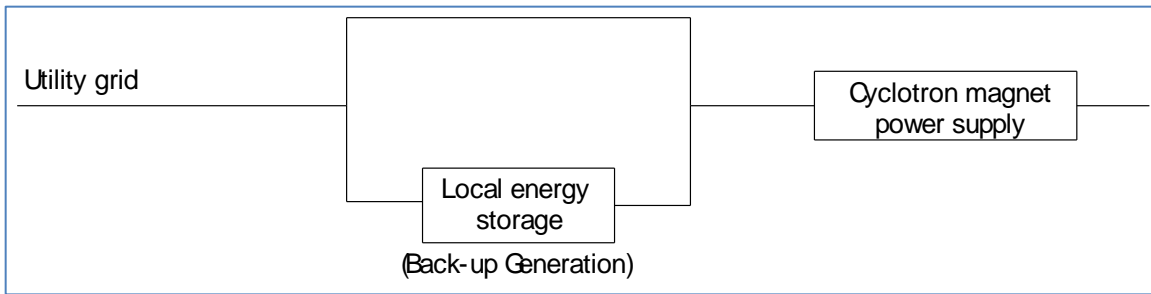 Utility grid
Cyclotron magnet
power supply
Local energy
storage
(Back-up Generation)